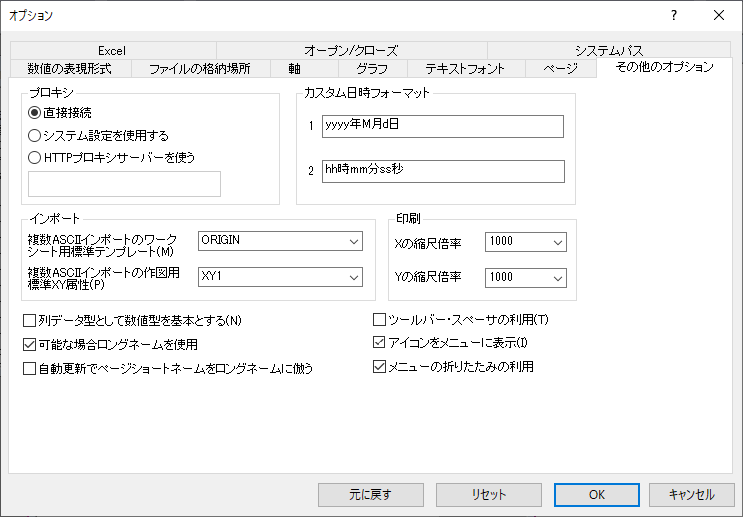 オプション
Excel
オープン/クローズ
システムパス
数値の表現形式
ファイルの格納場所
軸
グラフ
テキストフォント
ページ
その他のオプション
プロキシ
直接接続
システム設定を使用する
HTTPプロキシサーバーを使う
カスタム日時フォーマット
1 yyyy年M月d日
2 hh時mm分ss秒
インポート
複数ASCIIインポートのワーク
シート用標準テンプレート(M)
ORIGIN
複数ASCIIインポートの作図用
標準XY属性(P)
XY1
印刷
Xの縮尺倍率 1000
Yの縮尺倍率 1000
列データ型として数値型を基本とする(N)
可能な場合ロングネームを使用
自動更新でページショートネームをロングネームに倣う
ツールバー・スペーサの利用(T)
アイコンをメニューに表示(I)
メニューの折りたたみの利用
元に戻す
リセット
OK
キャンセル